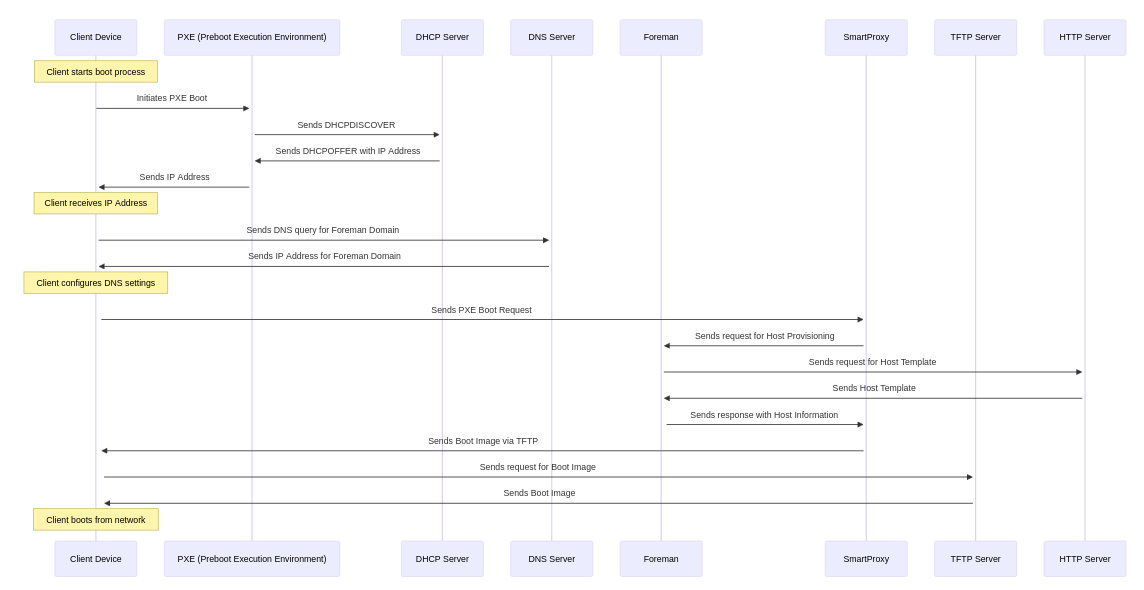 Client Device
PXE (Preboot Execution Environment)
DHCP Server
DNS Server
Foreman
SmartProxy
TFTP Server
HTTP Server
Client starts boot process
Initiates PXE Boot
Sends DHCPDISCOVER
Sends DHCPOFFER with IP Address
Sends IP Address
Client receives IP Address
Sends DNS query for Foreman Domain
Sends IP Address for Foreman Domain
Client configures DNS settings
Sends PXE Boot Request
Sends request for Host Provisioning
Sends request for Host Template
Sends Host Template
Sends response with Host Information
Sends Boot Image via TFTP
Sends request for Boot Image
Sends Boot Image
Client boots from network
Client Device
PXE (Preboot Execution Environment)
DHCP Server
DNS Server
Foreman
SmartProxy
TFTP Server
HTTP Server